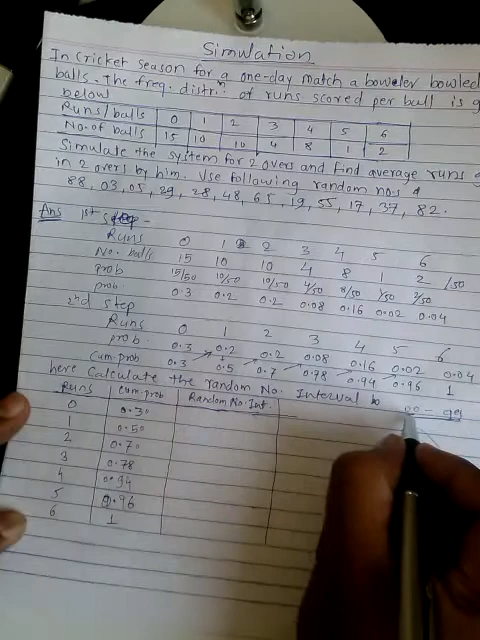 Simulation
In Cricket season for a one-day match a bowler bowled
balls. The freq. distriⁿ of runs scored per ball is g
below
Runs/balls 0 1 2 3 4 5 6
No. of balls 15 10 10 4 8 1 2
Simulate the system for 2 overs and find average runs g
in 2 overs by him. Use following random no.s
88, 03, 05, 29, 28, 48, 65, 19, 55, 17, 37, 82.
Ans 1st step -
Runs 0 1 2 3 4 5 6
No. balls 15 10 10 4 8 1 2 /50
prob 15/50 10/50 10/50 4/50 8/50 1/50 2/50
prob. 0.3 0.2 0.2 0.08 0.16 0.02 0.04
2nd step
Runs 0 1 2 3 4 5 6
prob. 0.3 0.2 0.2 0.08 0.16 0.02 0.04
Cum.prob 0.3 0.5 0.7 0.78 0.94 0.96 1
here Calculate the random No. Interval 00 - 99
Runs Cum.prob Random No. Int.
0 0.30
1 0.50
2 0.70
3 0.78
4 0.94
5 0.96
6 1